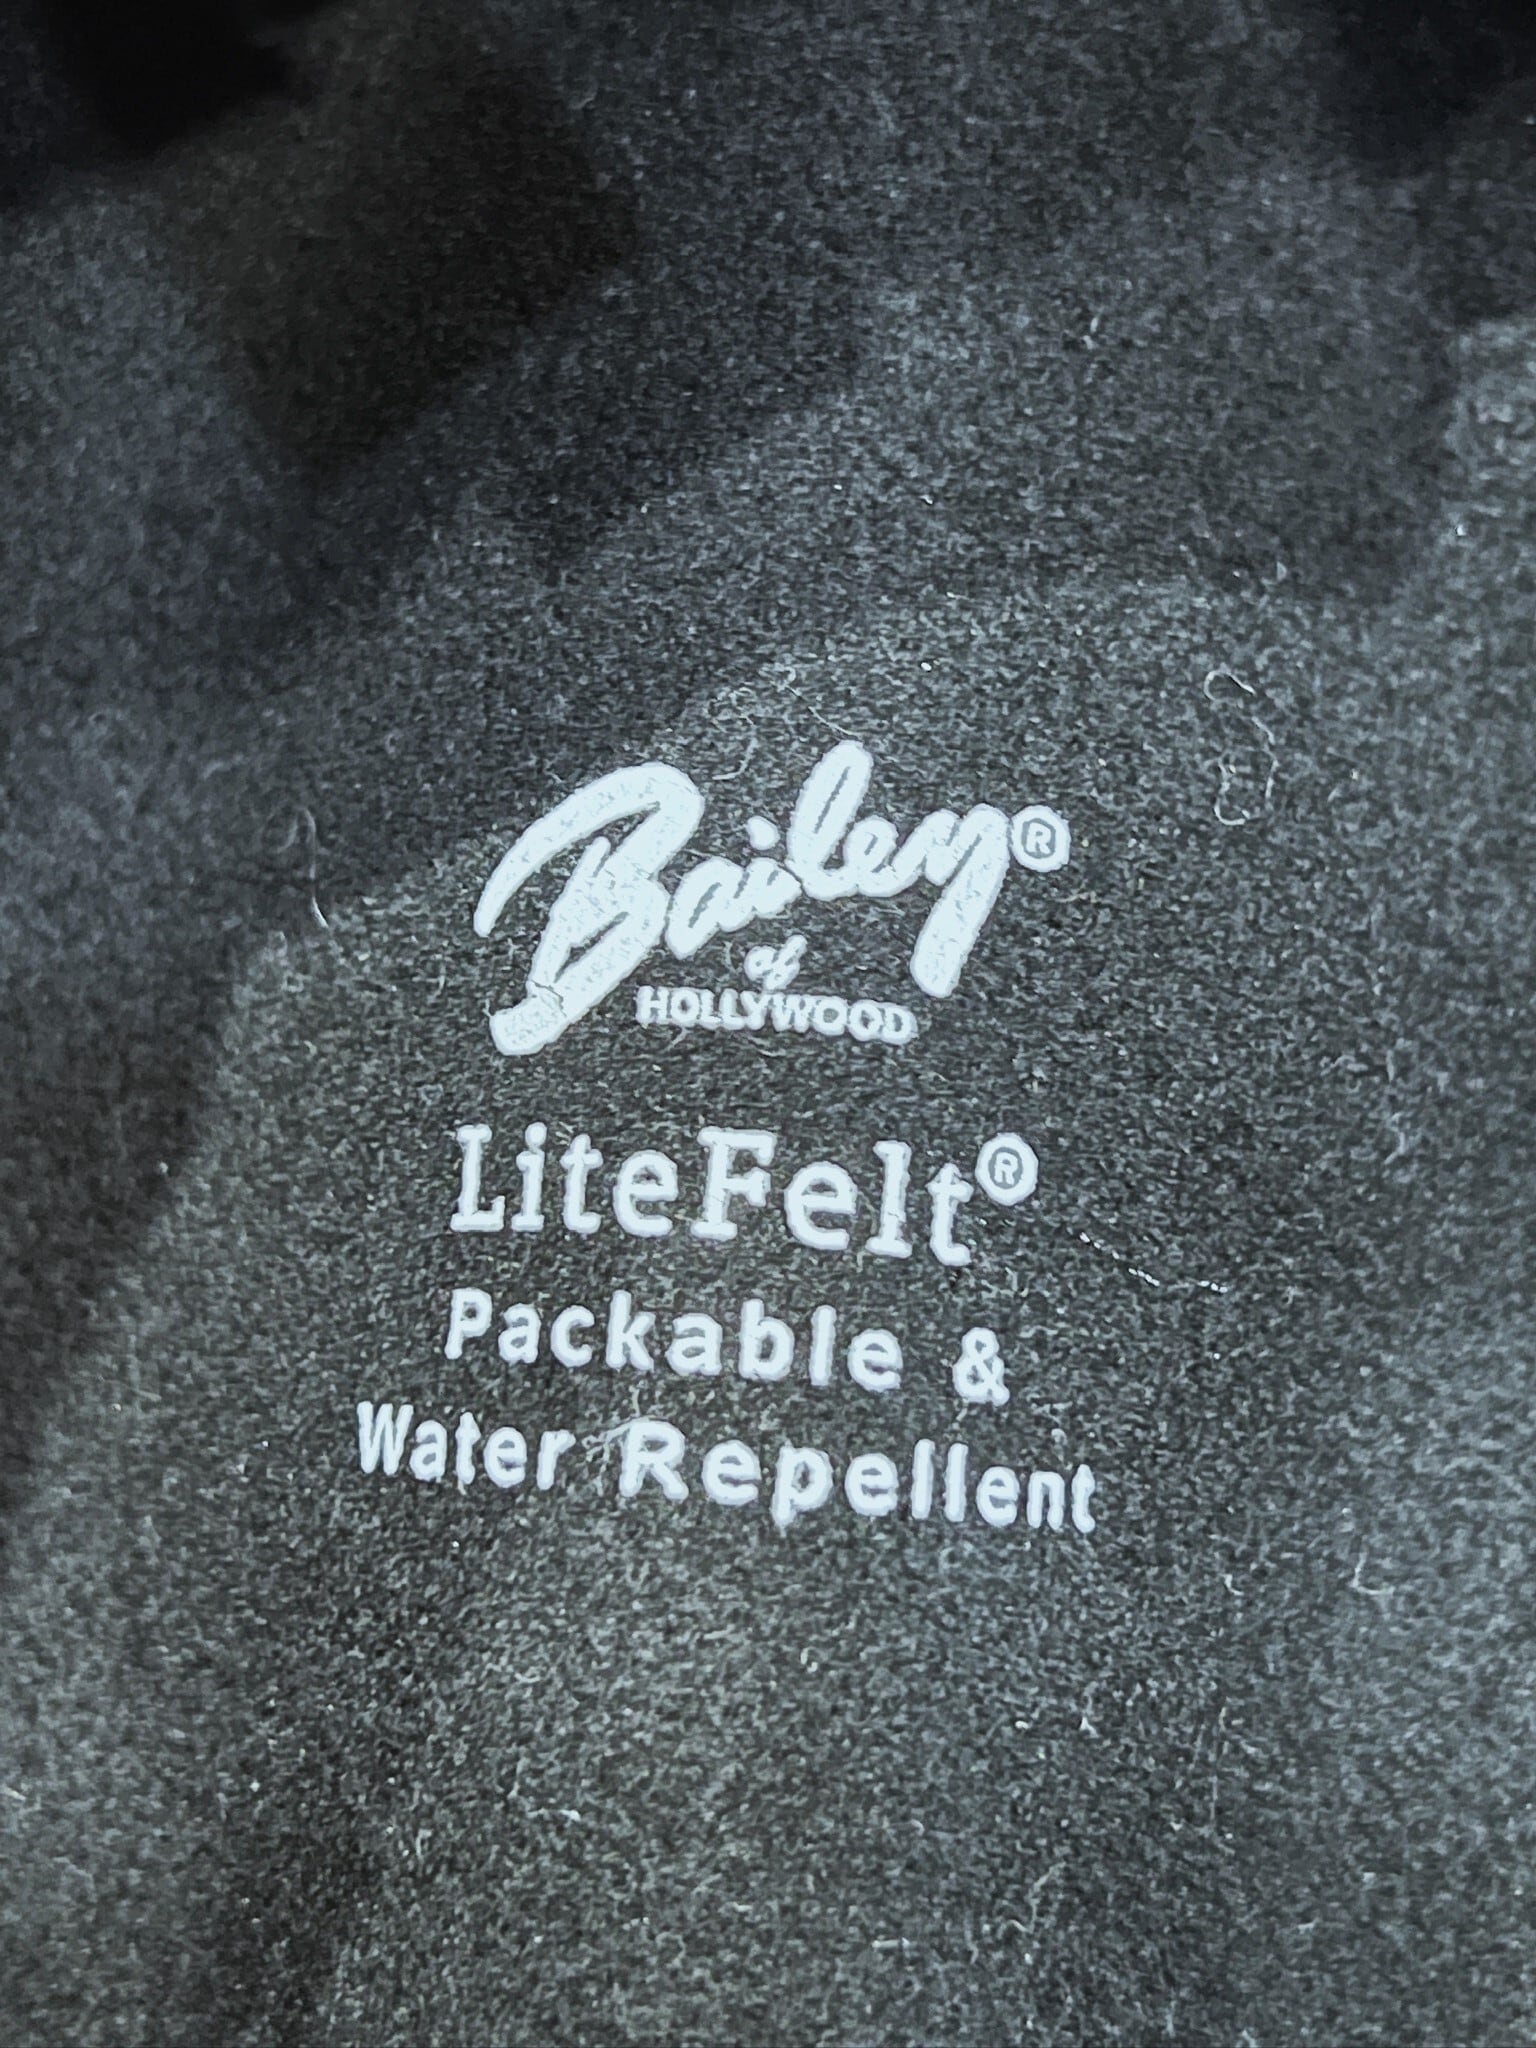 Bailey®
of
HOLLYWOOD
LiteFelt®
Packable &
Water Repellent